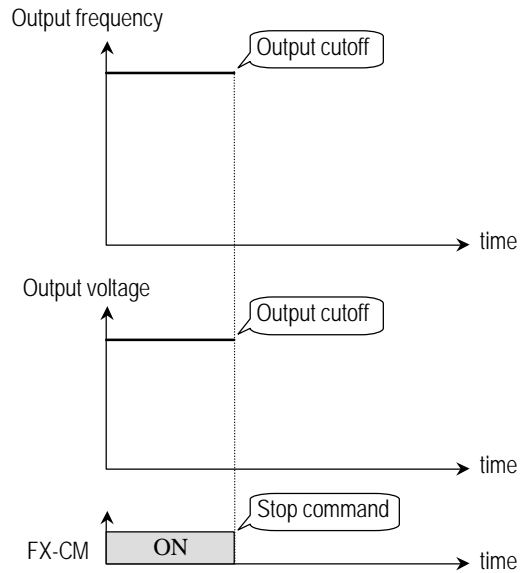 Output frequency
Output cutoff
time
Output voltage
Output cutoff
time
Stop command
FX-CM
ON
time